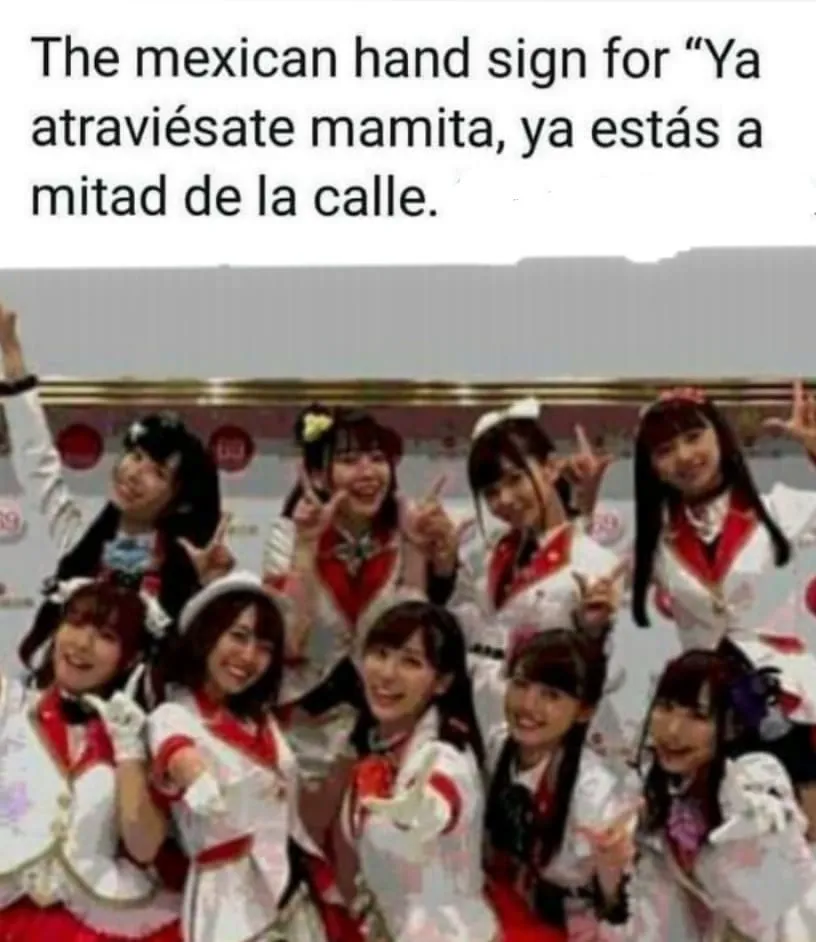 The mexican hand sign for “Ya
atraviésate mamita, ya estás a
mitad de la calle.